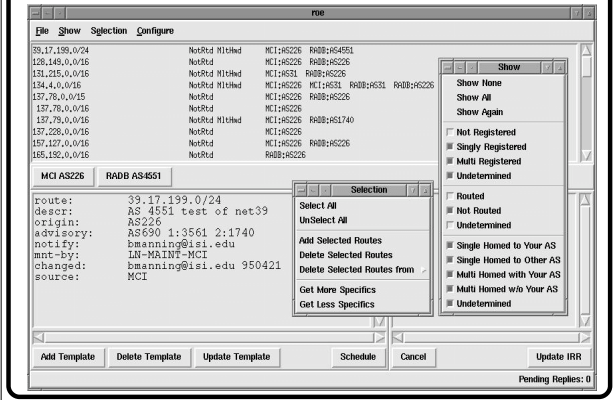 roe
File Show Selection Configure
39.17.199.0/24 NotRtd MltHmd MCI:AS226 RADB:AS4551
128.149.0.0/16 NotRtd MCI:AS226 RADB:AS226
131.215.0.0/16 NotRtd MltHmd MCI:AS31 RADB:AS226
134.4.0.0/16 NotRtd MltHmd MCI:AS226 MCI:AS31 RADB:AS31 RADB:AS226
137.78.0.0/15 NotRtd MCI:AS226 RADB:AS226
137.78.0.0/16 NotRtd MCI:AS226
137.79.0.0/16 NotRtd MltHmd MCI:AS226 RADB:AS1740
137.228.0.0/16 NotRtd MCI:AS226
157.127.0.0/16 NotRtd MCI:AS226 RADB:AS226
165.192.0.0/16 NotRtd RADB:AS226
MCI AS226 RADB AS4551
route: 39.17.199.0/24
descr: AS 4551 test of net39
origin: AS226
advisory: AS690 1:3561 2:1740
notify: bmanning@isi.edu
mnt-by: LN-MAINT-MCI
changed: bmanning@isi.edu 950421
source: MCI
Selection
Select All
UnSelect All
Add Selected Routes
Delete Selected Routes
Delete Selected Routes from
Get More Specifics
Get Less Specifics
Show
Show None
Show All
Show Again
Not Registered
Singly Registered
Multi Registered
Undetermined
Routed
Not Routed
Undetermined
Single Homed to Your AS
Single Homed to Other AS
Multi Homed with Your AS
Multi Homed w/o Your AS
Undetermined
Add Template Delete Template Update Template Schedule Cancel Update IRR
Pending Replies: 0